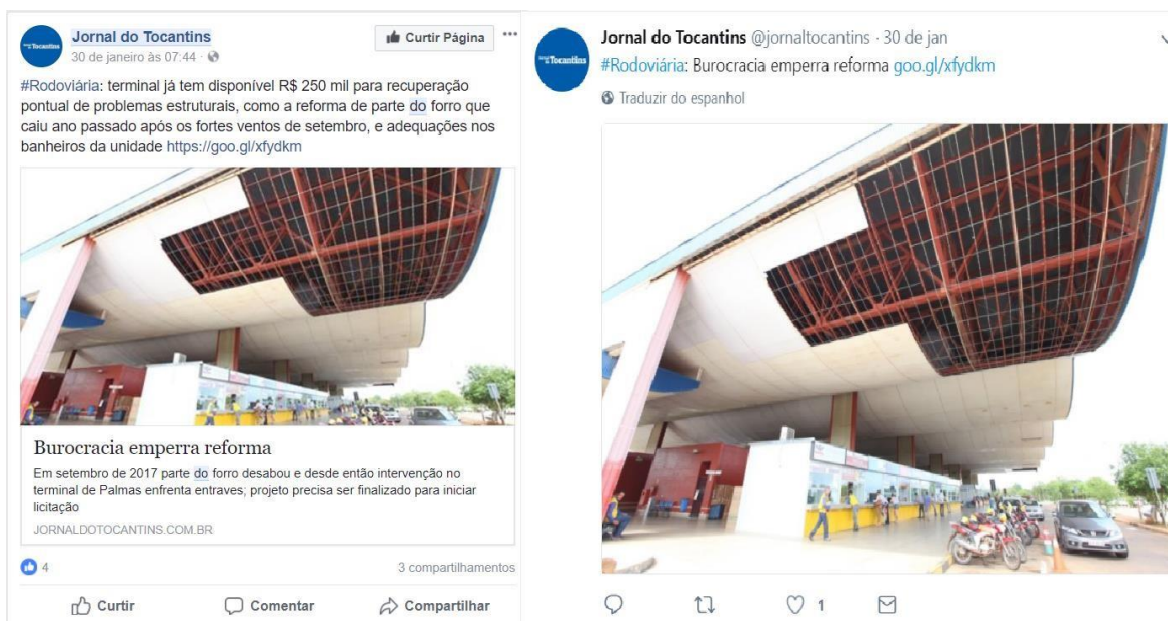 Jornal do Tocantins
30 de janeiro às 07:44 ·
Curtir Página
#Rodoviária: terminal já tem disponível R$ 250 mil para recuperação
pontual de problemas estruturais, como a reforma de parte do forro que
caiu ano passado após os fortes ventos de setembro, e adequações nos
banheiros da unidade https://goo.gl/xfydkm
Burocracia emperra reforma
Em setembro de 2017 parte do forro desabou e desde então intervenção no
terminal de Palmas enfrenta entraves; projeto precisa ser finalizado para iniciar
licitação
JORNALDOTOCANTINS.COM.BR
4
3 compartilhamentos
Curtir
Comentar
Compartilhar
Jornal do Tocantins @jornaltocantins · 30 de jan
#Rodoviária: Burocracia emperra reforma goo.gl/xfydkm
Traduzir do espanhol
1